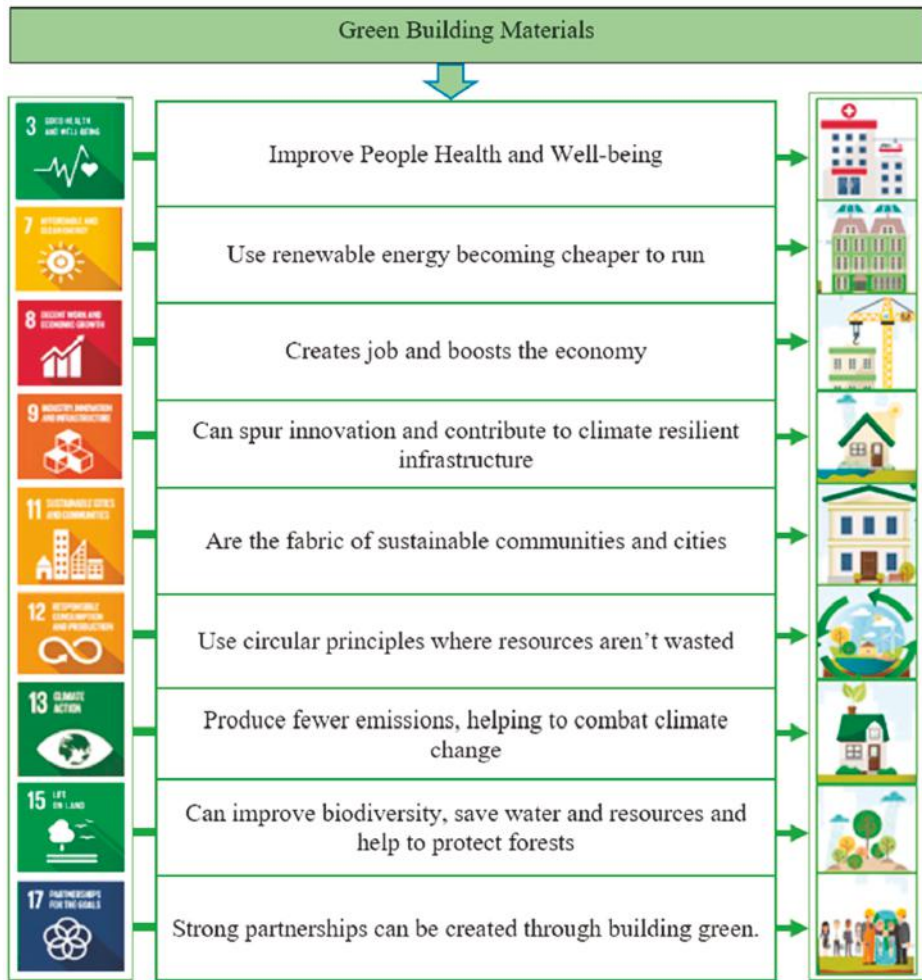 Green Building Materials
3 GOOD HEALTH
AND WELL-BEING
Improve People Health and Well-being
7 AFFORDABLE AND
CLEAN ENERGY
Use renewable energy becoming cheaper to run
8 DECENT WORK AND
ECONOMIC GROWTH
Creates job and boosts the economy
9 INDUSTRY, INNOVATION
AND INFRASTRUCTURE
Can spur innovation and contribute to climate resilient
infrastructure
11 SUSTAINABLE CITIES
AND COMMUNITIES
Are the fabric of sustainable communities and cities
12 RESPONSIBLE
CONSUMPTION
AND PRODUCTION
Use circular principles where resources aren't wasted
13 CLIMATE
ACTION
Produce fewer emissions, helping to combat climate
change
15 LIFE
ON LAND
Can improve biodiversity, save water and resources and
help to protect forests
17 PARTNERSHIPS
FOR THE GOALS
Strong partnerships can be created through building green.